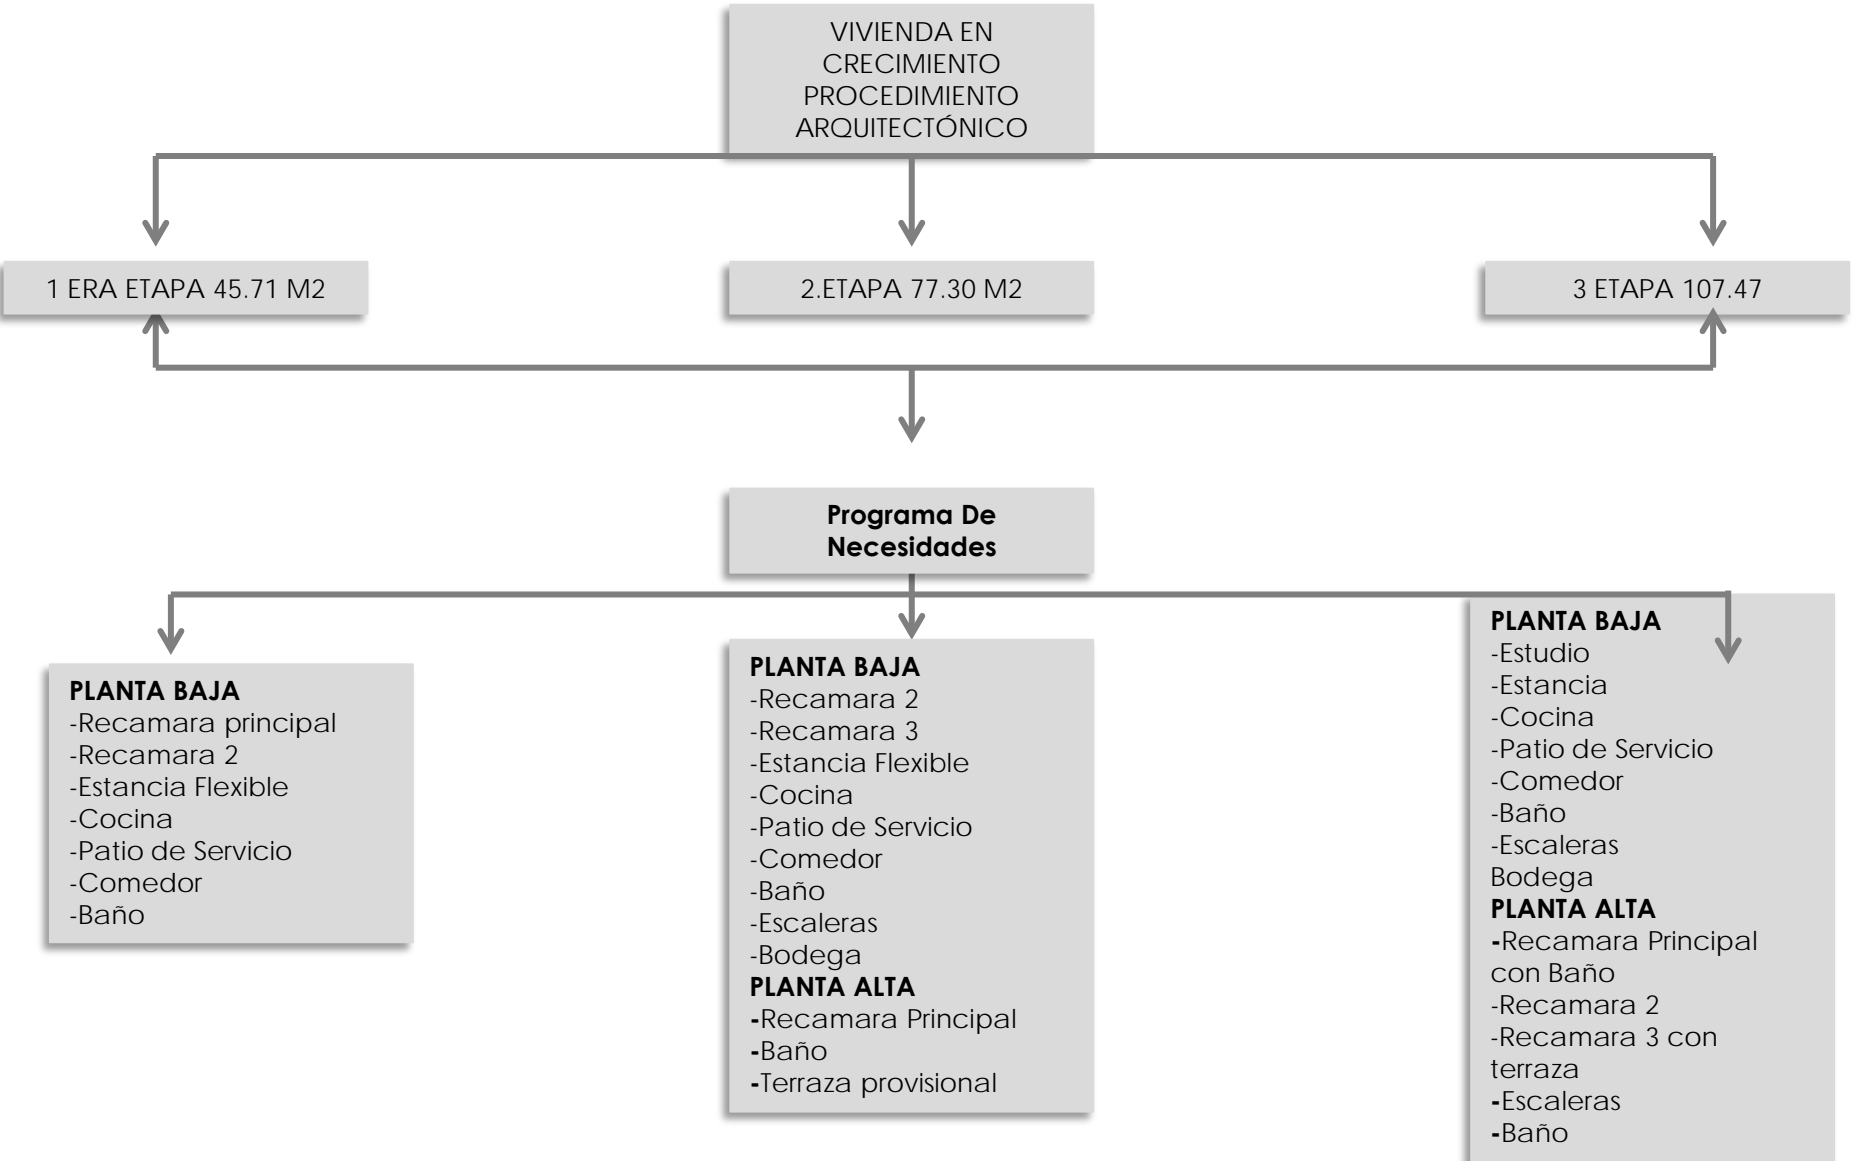 VIVIENDA EN
CRECIMIENTO
PROCEDIMIENTO
ARQUITECTÓNICO
1 ERA ETAPA 45.71 M2
2.ETAPA 77.30 M2
3 ETAPA 107.47
Programa De
Necesidades
PLANTA BAJA
-Recamara principal
-Recamara 2
-Estancia Flexible
-Cocina
-Patio de Servicio
-Comedor
-Baño
PLANTA BAJA
-Recamara 2
-Recamara 3
-Estancia Flexible
-Cocina
-Patio de Servicio
-Comedor
-Baño
-Escaleras
-Bodega
PLANTA ALTA
-Recamara Principal
-Baño
-Terraza provisional
PLANTA BAJA
-Estudio
-Estancia
-Cocina
-Patio de Servicio
-Comedor
-Baño
-Escaleras
Bodega
PLANTA ALTA
-Recamara Principal
con Baño
-Recamara 2
-Recamara 3 con
terraza
-Escaleras
-Baño